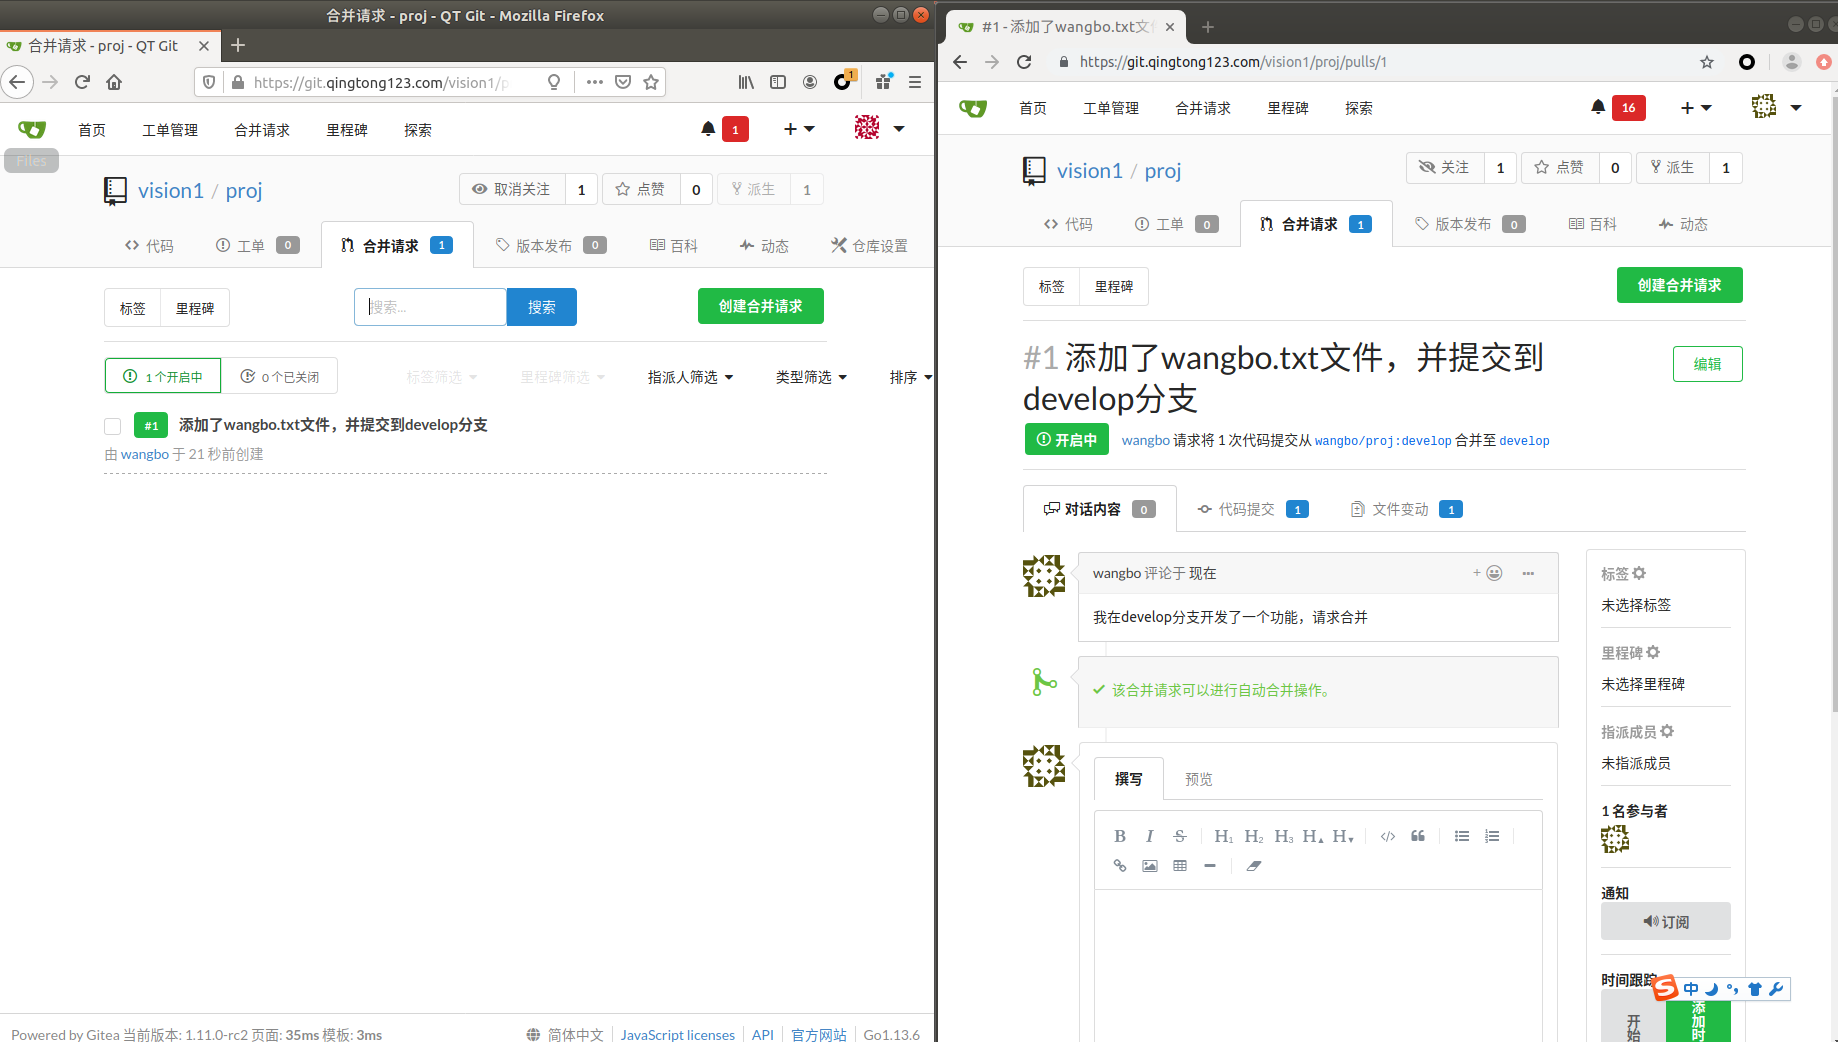 合并请求 - proj - QT Git - Mozilla Firefox
合并请求 - proj - QT Git
https://git.qingtong123.com/vision1/p
1
首页 工单管理 合并请求 里程碑 探索 1
Files
vision1 / proj
取消关注 1 点赞 0 派生 1
代码 工单 0 合并请求 1 版本发布 0 百科 动态 仓库设置
标签 里程碑 搜索... 搜索 创建合并请求
1 个开启中 0 个已关闭 标签筛选 里程碑筛选 指派人筛选 类型筛选 排序
#1 添加了wangbo.txt文件，并提交到develop分支
由 wangbo 于 21 秒前创建
Powered by Gitea 当前版本: 1.11.0-rc2 页面: 35ms 模板: 3ms
简体中文 JavaScript licenses API 官方网站 Go1.13.6
#1 - 添加了wangbo.txt文
https://git.qingtong123.com/vision1/proj/pulls/1
首页 工单管理 合并请求 里程碑 探索 16
vision1 / proj
关注 1 点赞 0 派生 1
代码 工单 0 合并请求 1 版本发布 0 百科 动态
标签 里程碑 创建合并请求
#1 添加了wangbo.txt文件，并提交到
develop分支
编辑
开启中 wangbo 请求将 1 次代码提交从 wangbo/proj:develop 合并至 develop
对话内容 0 代码提交 1 文件变动 1
wangbo 评论于 现在
我在develop分支开发了一个功能，请求合并
该合并请求可以进行自动合并操作。
撰写 预览
B I S H1 H2 H3 H▲ H▼
标签
未选择标签
里程碑
未选择里程碑
指派成员
未指派成员
1 名参与者
通知
订阅
时间跟踪
S 中
开始
添加时